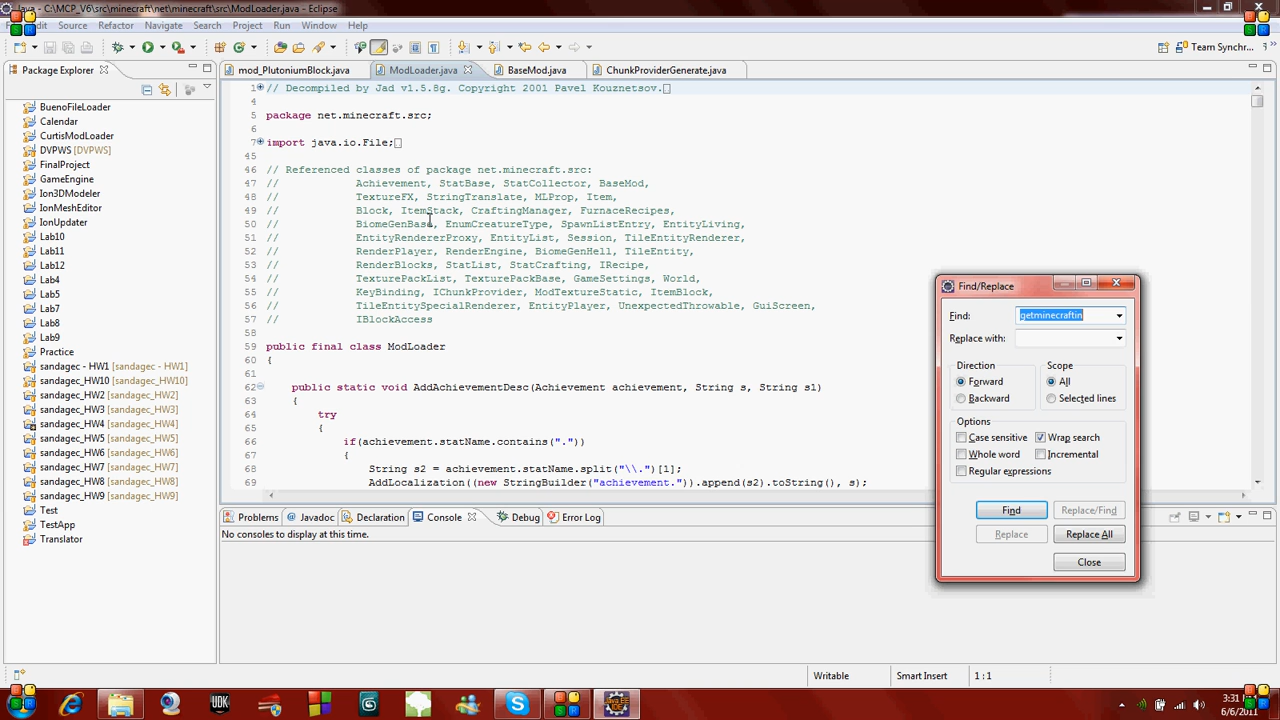 Java - C:\MCP_V6\src\minecraft\net\minecraft\src\ModLoader.java - Eclipse
Source Refactor Navigate Search Project Run Window Help
Team Synchr...
Package Explorer
BuenoFileLoader
Calendar
CurtisModLoader
DVPWS [DVPWS]
FinalProject
GameEngine
Ion3DModeler
IonMeshEditor
IonUpdater
Lab10
Lab11
Lab12
Lab4
Lab5
Lab7
Lab8
Lab9
Practice
sandagec - HW1 [sandagec - HW1]
sandagec_HW10 [sandagec_HW10]
sandagec_HW2 [sandagec_HW2]
sandagec_HW3 [sandagec_HW3]
sandagec_HW4 [sandagec_HW4]
sandagec_HW5 [sandagec_HW5]
sandagec_HW6 [sandagec_HW6]
sandagec_HW7 [sandagec_HW7]
sandagec_HW8 [sandagec_HW8]
sandagec_HW9 [sandagec_HW9]
Test
TestApp
Translator
mod_PlutoniumBlock.java ModLoader.java BaseMod.java ChunkProviderGenerate.java
1 // Decompiled by Jad v1.5.8g. Copyright 2001 Pavel Kouznetsov.
4
5 package net.minecraft.src;
6
7 import java.io.File;
45
46 // Referenced classes of package net.minecraft.src:
47 // Achievement, StatBase, StatCollector, BaseMod,
48 // TextureFX, StringTranslate, MLProp, Item,
49 // Block, ItemStack, CraftingManager, FurnaceRecipes,
50 // BiomeGenBase, EnumCreatureType, SpawnListEntry, EntityLiving,
51 // EntityRendererProxy, EntityList, Session, TileEntityRenderer,
52 // RenderPlayer, RenderEngine, BiomeGenHell, TileEntity,
53 // RenderBlocks, StatList, StatCrafting, IRecipe,
54 // TexturePackList, TexturePackBase, GameSettings, World,
55 // KeyBinding, IChunkProvider, ModTextureStatic, ItemBlock,
56 // TileEntitySpecialRenderer, EntityPlayer, UnexpectedThrowable, GuiScreen,
57 // IBlockAccess
58
59 public final class ModLoader
60 {
61
62 public static void AddAchievementDesc(Achievement achievement, String s, String s1)
63 {
64 try
65 {
66 if(achievement.statName.contains("."))
67 {
68 String s2 = achievement.statName.split("\\.")[1];
69 AddLocalization((new StringBuilder("achievement.")).append(s2).toString(), s);
Find/Replace
Find: getminecraftin
Replace with:
Direction
Forward
Backward
Scope
All
Selected lines
Options
Case sensitive Wrap search
Whole word Incremental
Regular expressions
Find Replace/Find
Replace Replace All
Close
Problems Javadoc Declaration Console Debug Error Log
No consoles to display at this time.
Writable Smart Insert 1 : 1
UDK
Java EE
3:31 PM
6/6/2011